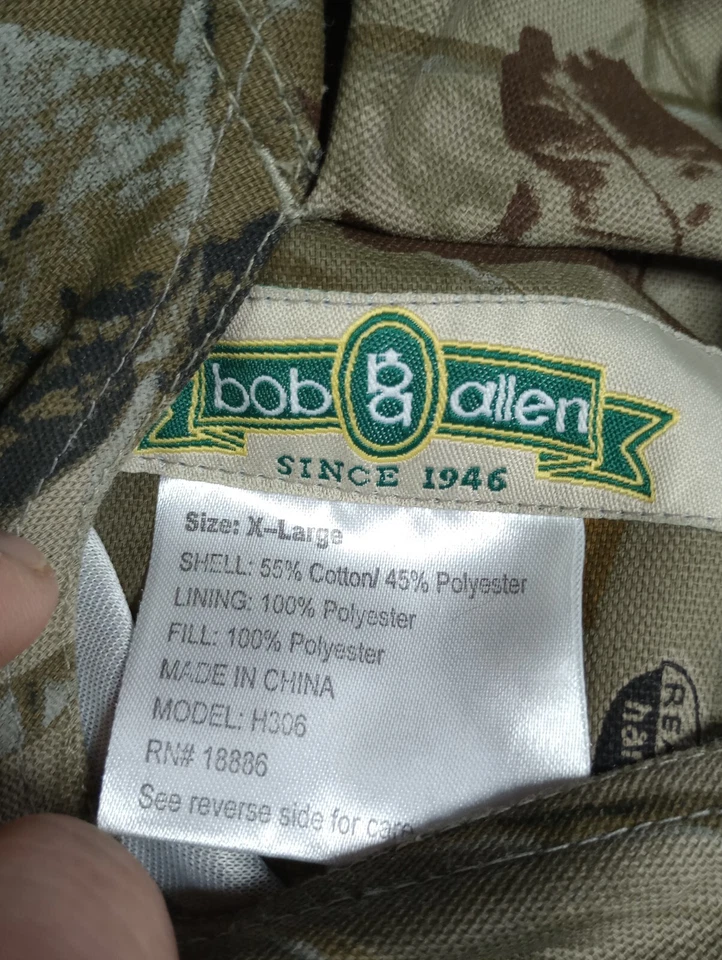 bob ba allen
SINCE 1946
Size: X-Large
SHELL: 55% Cotton/ 45% Polyester
LINING: 100% Polyester
FILL: 100% Polyester
MADE IN CHINA
MODEL: H306
RN# 18886
See reverse side for care